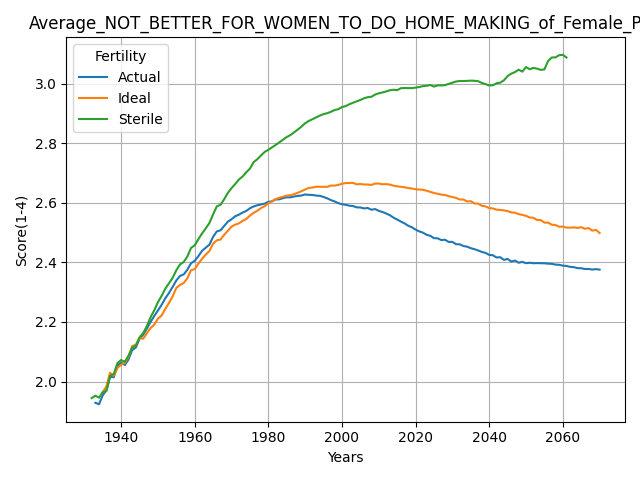 Average_NOT_BETTER_FOR_WOMEN_TO_DO_HOME_MAKING_of_Female_P
Fertility
Actual
Ideal
Sterile
Score(1-4)
3.0
2.8
2.6
2.4
2.2
2.0
1940 1960 1980 2000 2020 2040 2060
Years